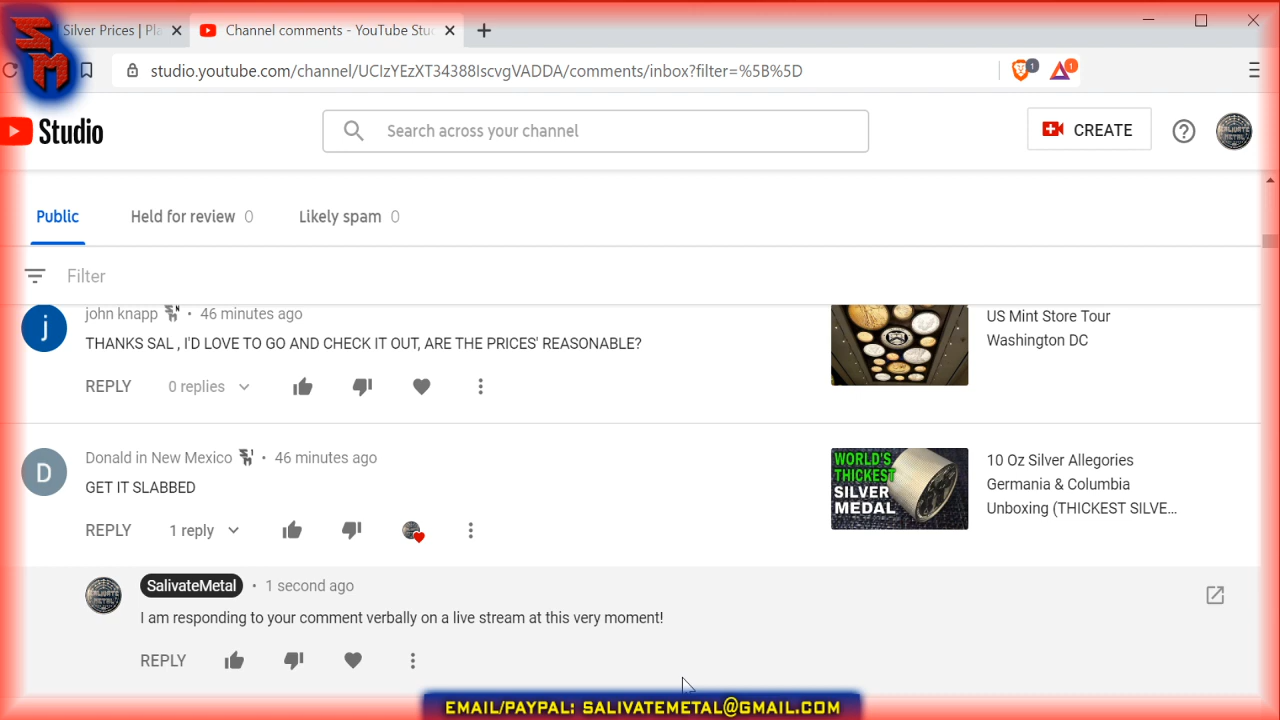 Silver Prices | Pla
Channel comments - YouTube Stu
studio.youtube.com/channel/UCIzYEzXT34388IscvgVADDA/comments/inbox?filter=%5B%5D
1
1
Studio
Search across your channel
CREATE
Public
Held for review 0
Likely spam 0
Filter
john knapp • 46 minutes ago
THANKS SAL , I'D LOVE TO GO AND CHECK IT OUT, ARE THE PRICES' REASONABLE?
REPLY
0 replies
US Mint Store Tour
Washington DC
j
D
Donald in New Mexico • 46 minutes ago
GET IT SLABBED
REPLY
1 reply
WORLD'S
THICKEST
SILVER
MEDAL
10 Oz Silver Allegories
Germania & Columbia
Unboxing (THICKEST SILVE...
SalivateMetal • 1 second ago
I am responding to your comment verbally on a live stream at this very moment!
REPLY
EMAIL/PAYPAL: SALIVATEMETAL@GMAIL.COM